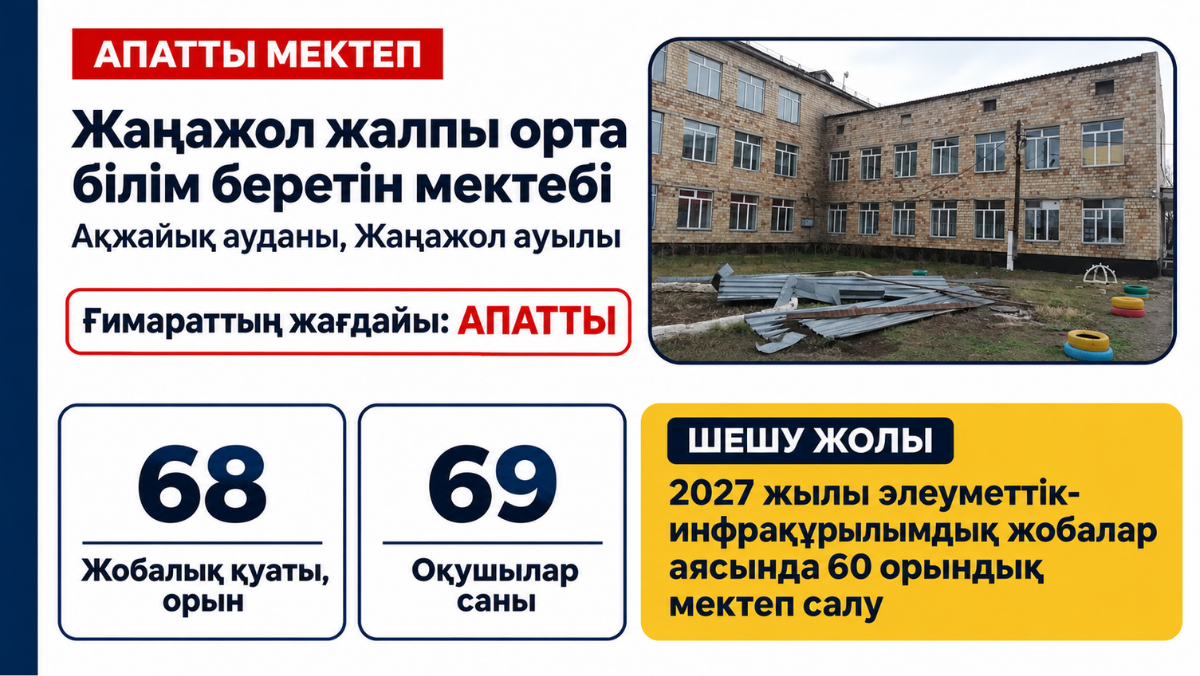 АПАТТЫ МЕКТЕП
Жаңажол жалпы орта
білім беретін мектебі
Ақжайық ауданы, Жаңажол ауылы
Ғимараттың жағдайы: АПАТТЫ
68
Жобалық қуаты,
орын
69
Оқушылар
саны
ШЕШУ ЖОЛЫ
2027 жылы элеуметтік-
инфрақұрылымдық жобалар
аясында 60 орындық
мектеп салу